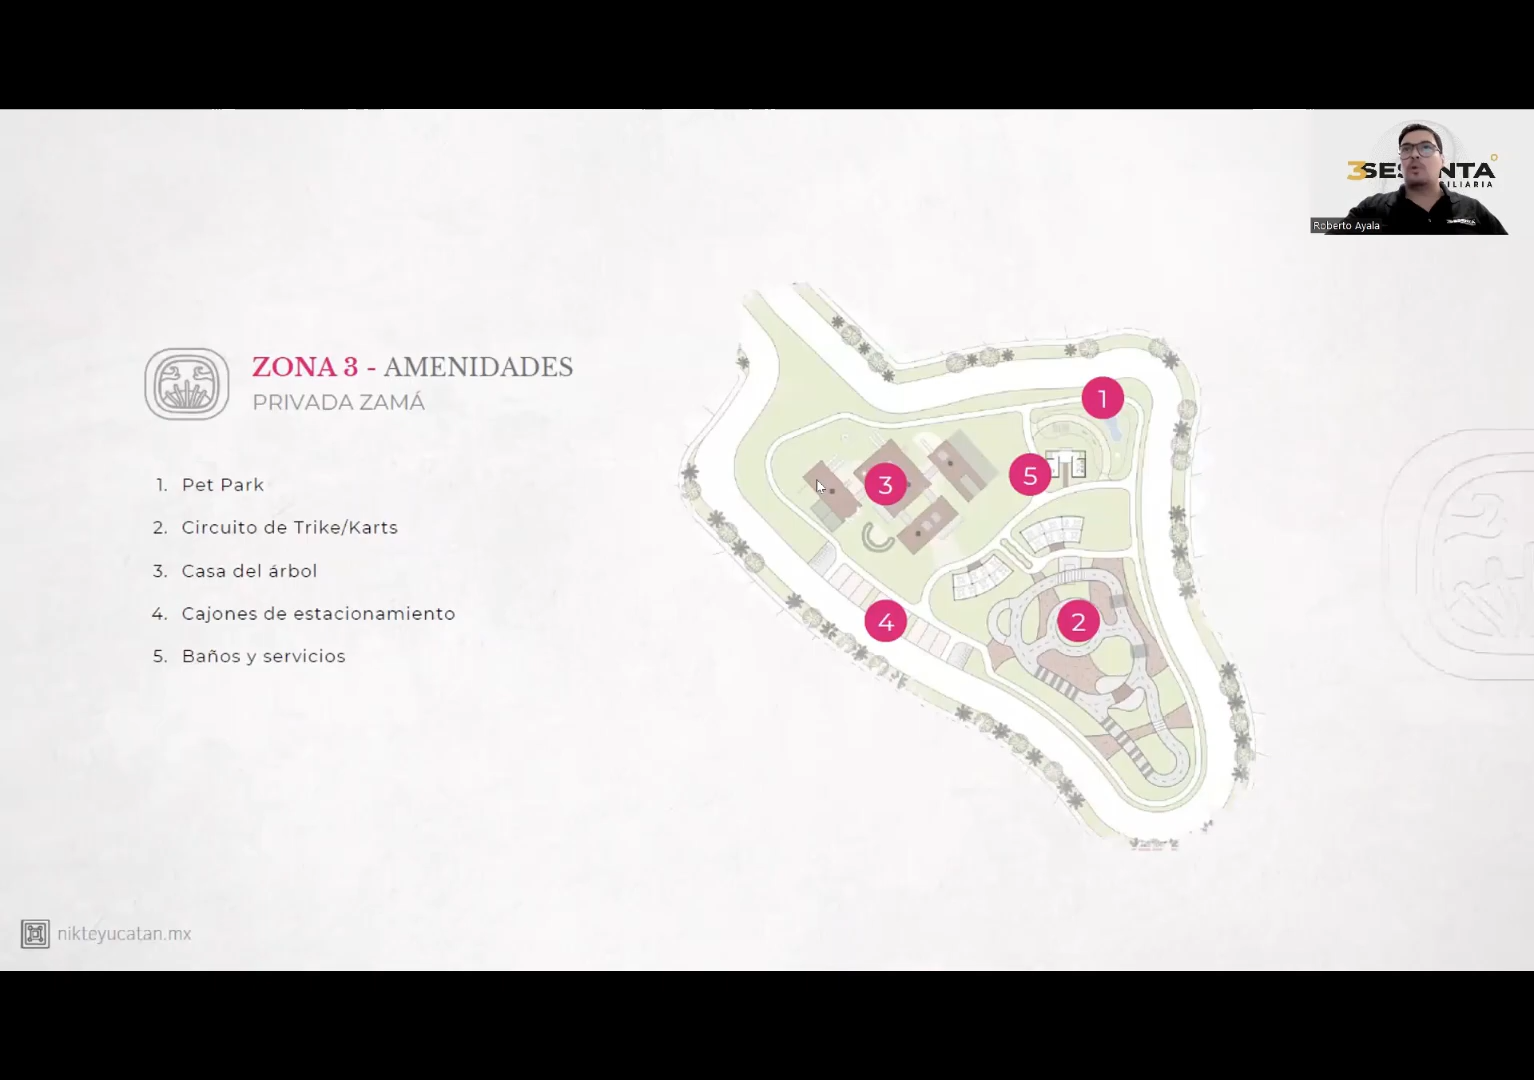 Roberto Ayala
ZONA 3 - AMENIDADES
PRIVADA ZAMÁ
1. Pet Park
2. Circuito de Trike/Karts
3. Casa del árbol
4. Cajones de estacionamiento
5. Baños y servicios
1
5
3
4
2
nikteyucatan.mx